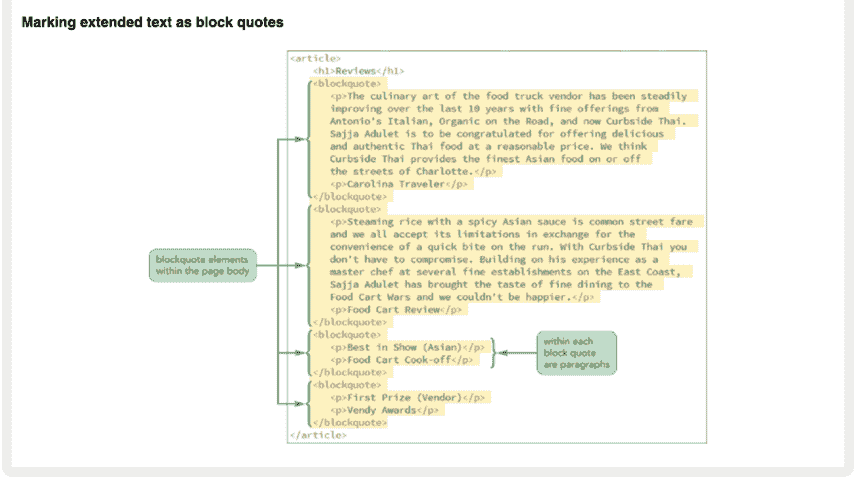 Marking extended text as block quotes
<article>
<h1>Reviews</h1>
<blockquote>
<p>The culinary art of the food truck vendor has been steadily
improving over the last 10 years with fine offerings from
Antonio's Italian, Organic on the Road, and now Curbside Thai.
Sajja Adulet is to be congratulated for offering delicious
and authentic Thai food at a reasonable price. We think
Curbside Thai provides the finest Asian food on or off
the streets of Charlotte.</p>
<p>Carolina Traveler</p>
</blockquote>
<blockquote>
<p>Steaming rice with a spicy Asian sauce is common street fare
and we all accept its limitations in exchange for the
convenience of a quick bite on the run. With Curbside Thai you
don't have to compromise. Building on his experience as a
master chef at several fine establishments on the East Coast,
Sajja Adulet has brought the taste of fine dining to the
Food Cart Wars and we couldn't be happier.</p>
<p>Food Cart Review</p>
</blockquote>
<blockquote>
<p>Best in Show (Asian)</p>
<p>Food Cart Cook-off</p>
</blockquote>
<blockquote>
<p>First Prize (Vendor)</p>
<p>Vendy Awards</p>
</blockquote>
</article>
blockquote elements
within the page body
within each
block quote
are paragraphs